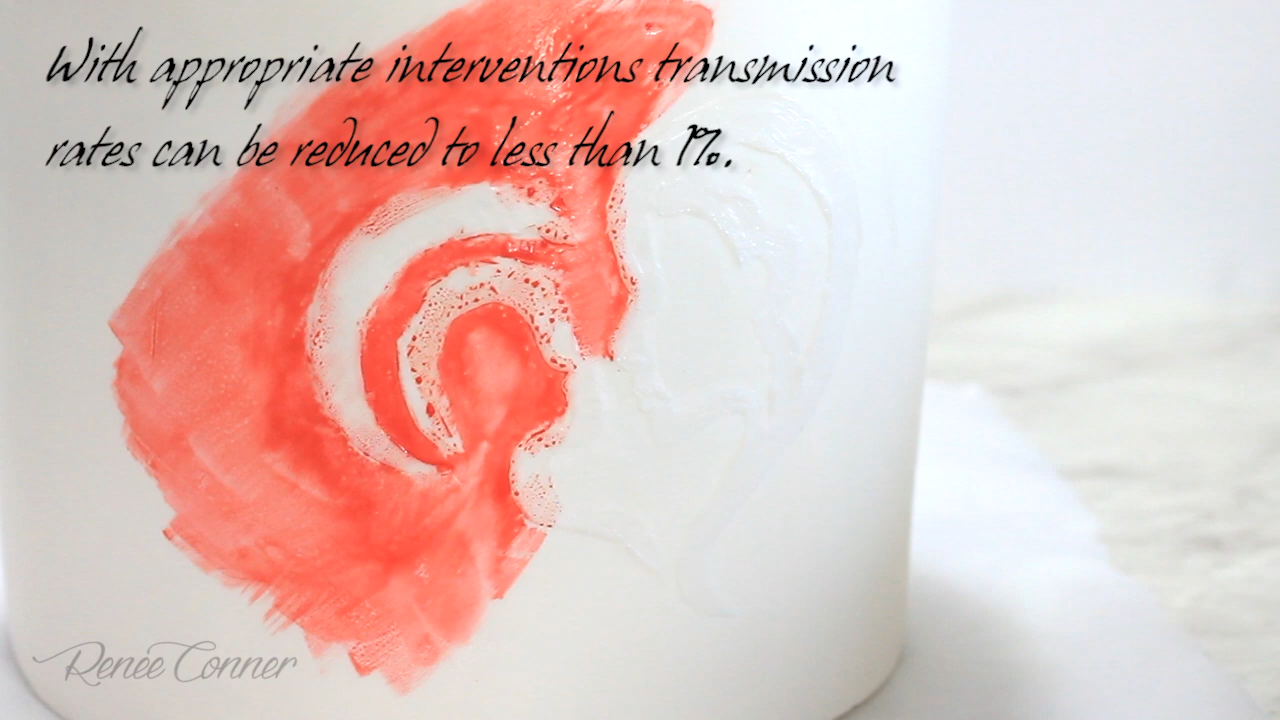 With appropriate interventions transmission
rates can be reduced to less than 1%.
Renée Conner